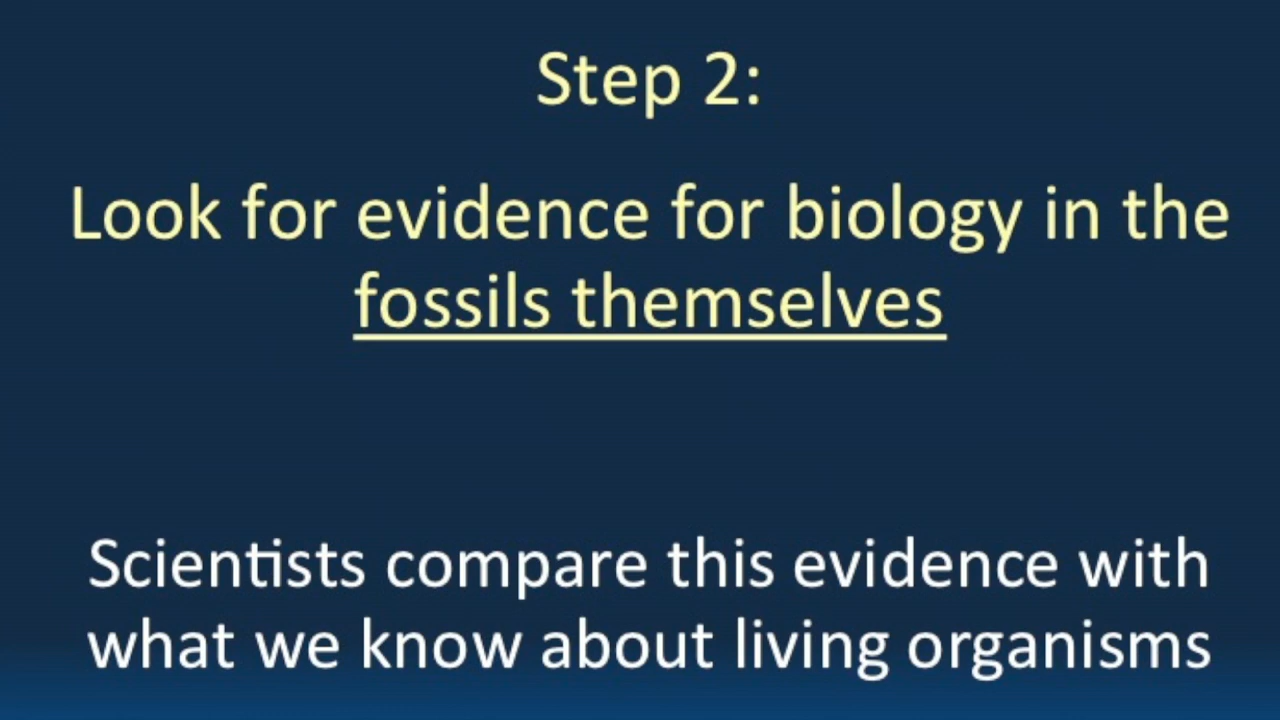 Step 2:
Look for evidence for biology in the
fossils themselves
Scientists compare this evidence with
what we know about living organisms